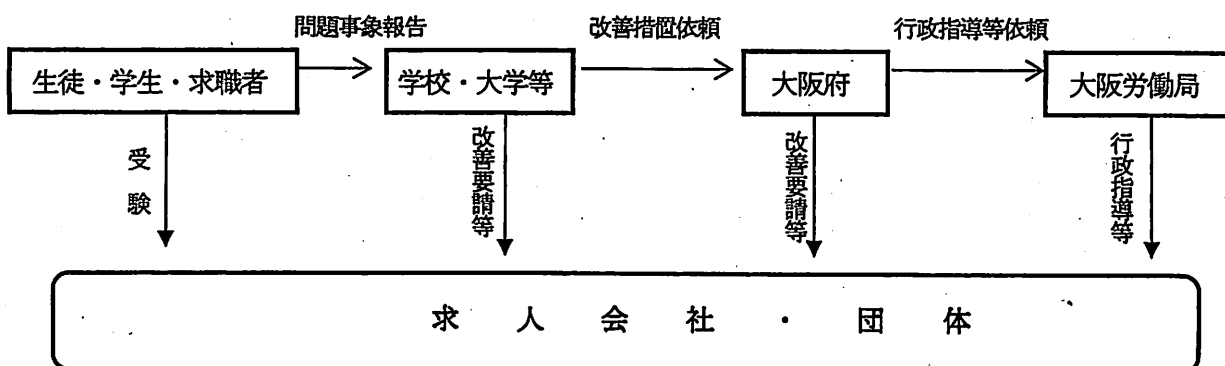 問題事象報告
改善措置依頼
行政指導等依頼
生徒・学生・求職者
学校・大学等
大阪府
大阪労働局
受験
改善要請等
改善要請等
行政指導等
求人会社・団体